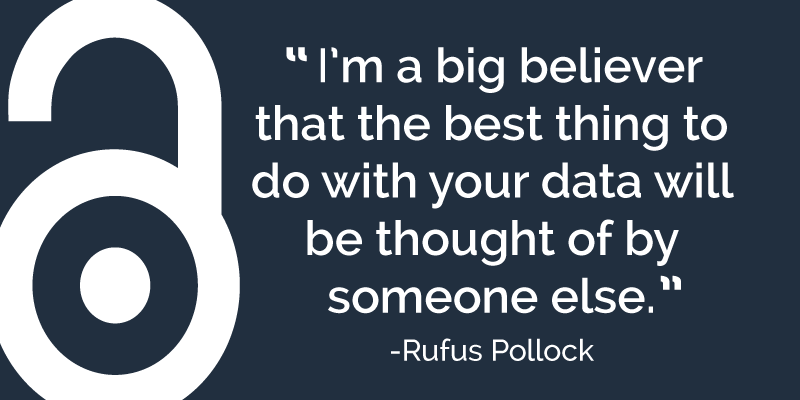 “I’m a big believer
that the best thing to
do with your data will
be thought of by
someone else.”
-Rufus Pollock